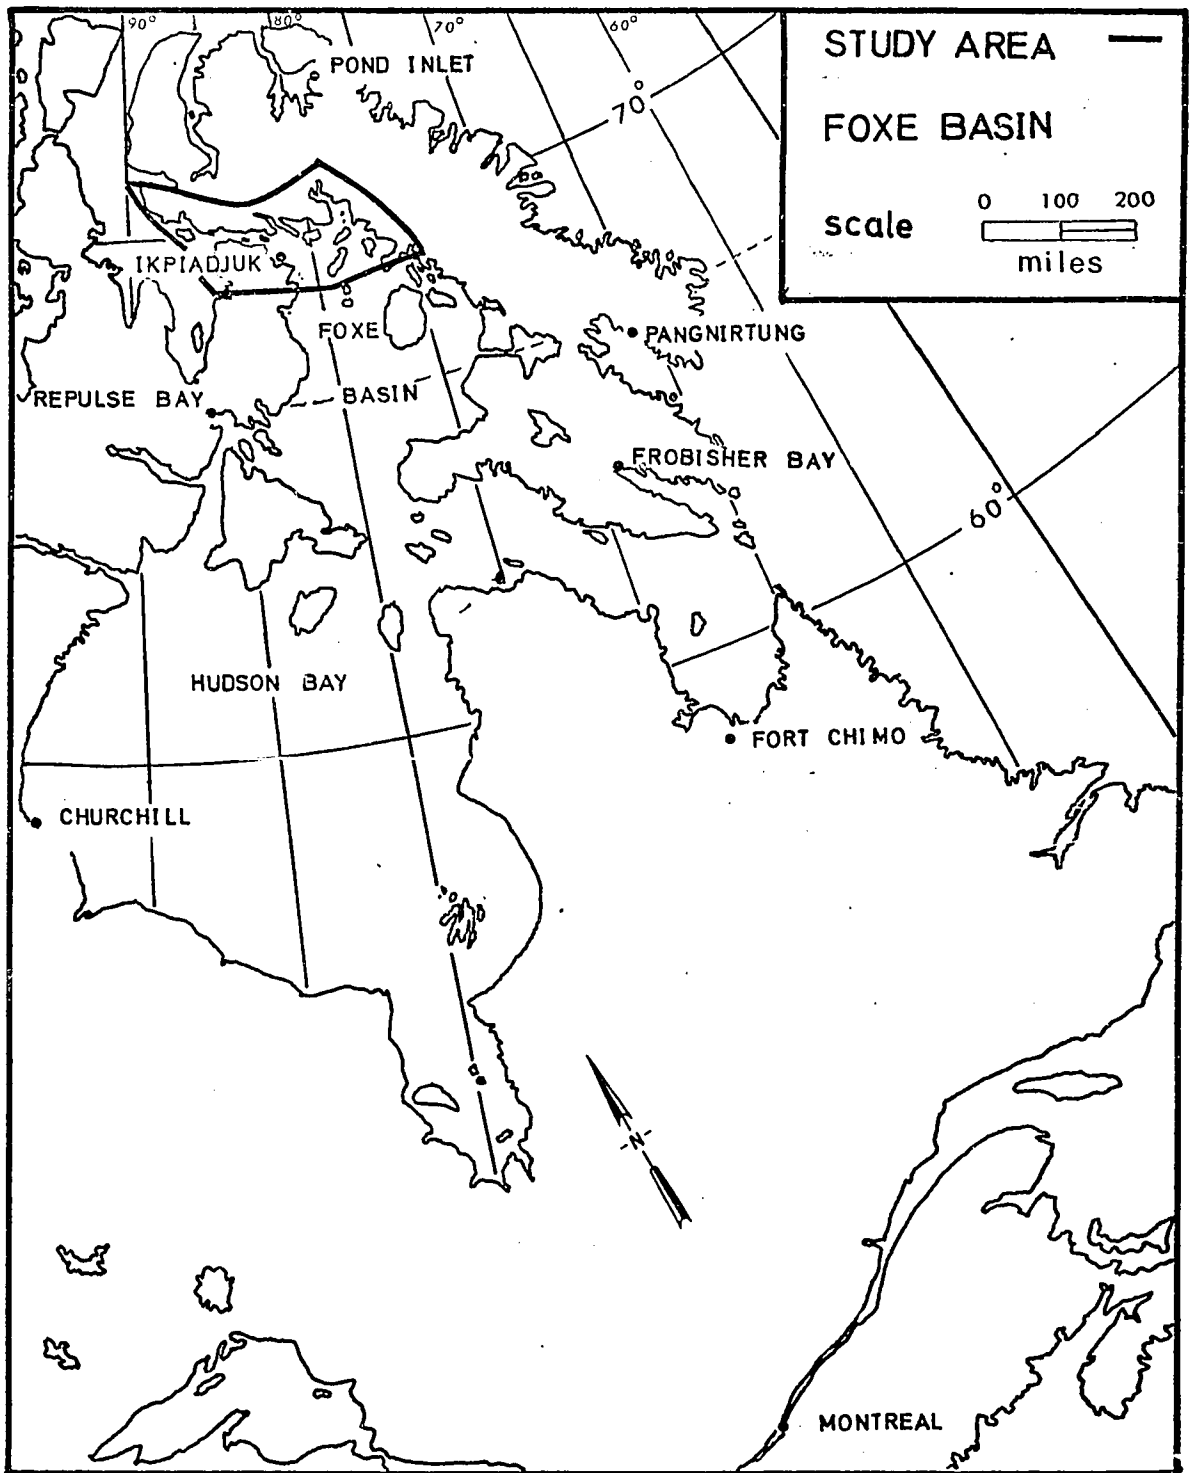 90° 80° 70° 60°
STUDY AREA
FOXE BASIN
scale 0 100 200
miles
POND INLET
70°
IKPIADJUK
FOXE
BASIN
PANGNIRTUNG
REPULSE BAY
FROBISHER BAY
60°
HUDSON BAY
FORT CHIMO
CHURCHILL
N
MONTREAL